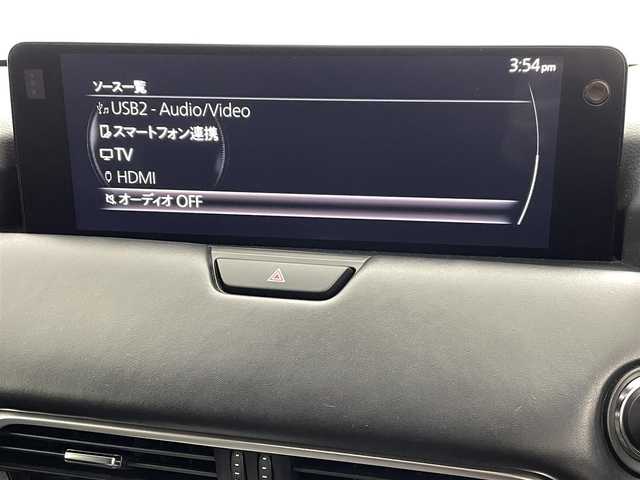 3:54pm
ソース一覧
USB2 - Audio/Video
スマートフォン連携
TV
HDMI
オーディオ OFF